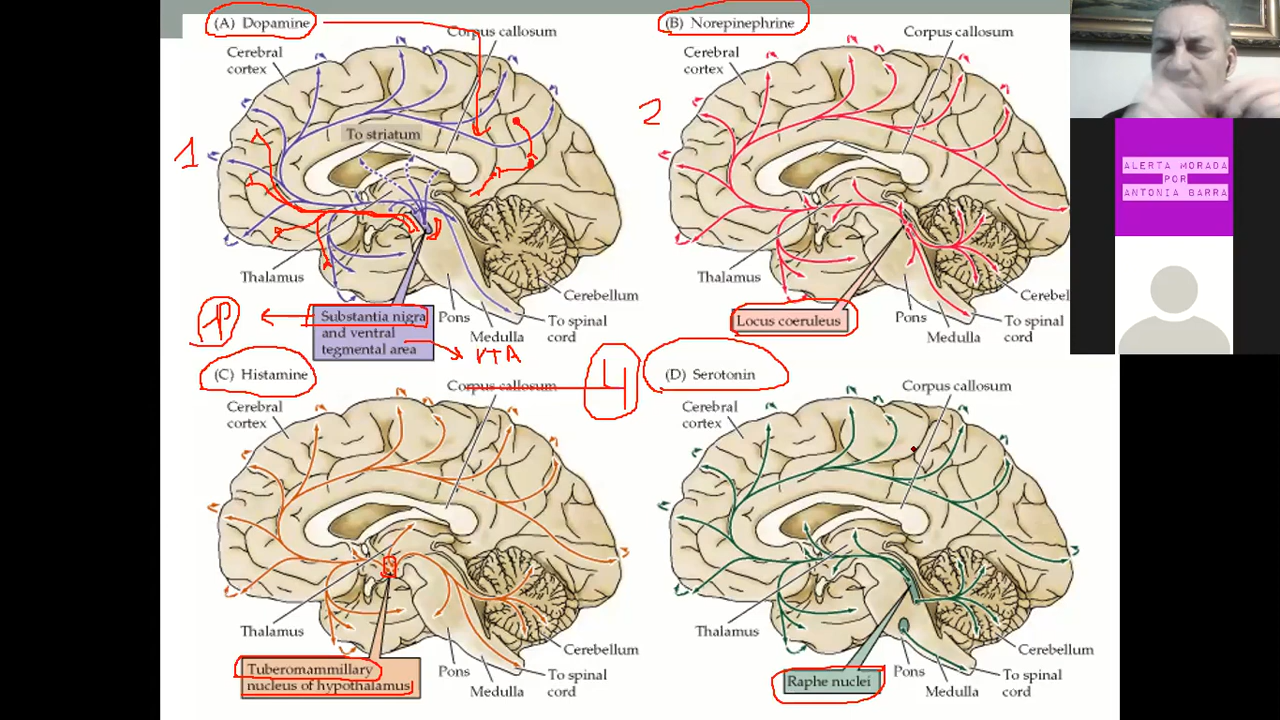 (A) Dopamine
Corpus callosum
Cerebral
cortex
To striatum
1
Thalamus
Cerebellum
Substantia nigra
and ventral
tegmental area
Pons
Medulla
To spinal
cord
VTA
(B) Norepinephrine
Corpus callosum
Cerebral
cortex
2
Thalamus
Cerebel
Locus coeruleus
Pons
Medulla
To spinal
cord
(C) Histamine
Corpus callosum
4
Cerebral
cortex
Thalamus
Cerebellum
Tuberomammillary
nucleus of hypothalamus
Pons
Medulla
To spinal
cord
(D) Serotonin
Corpus callosum
Cerebral
cortex
Thalamus
Cerebellum
Raphe nuclei
Pons
Medulla
To spinal
cord
ALERTA MORADA
POR
ANTONIA BARRA